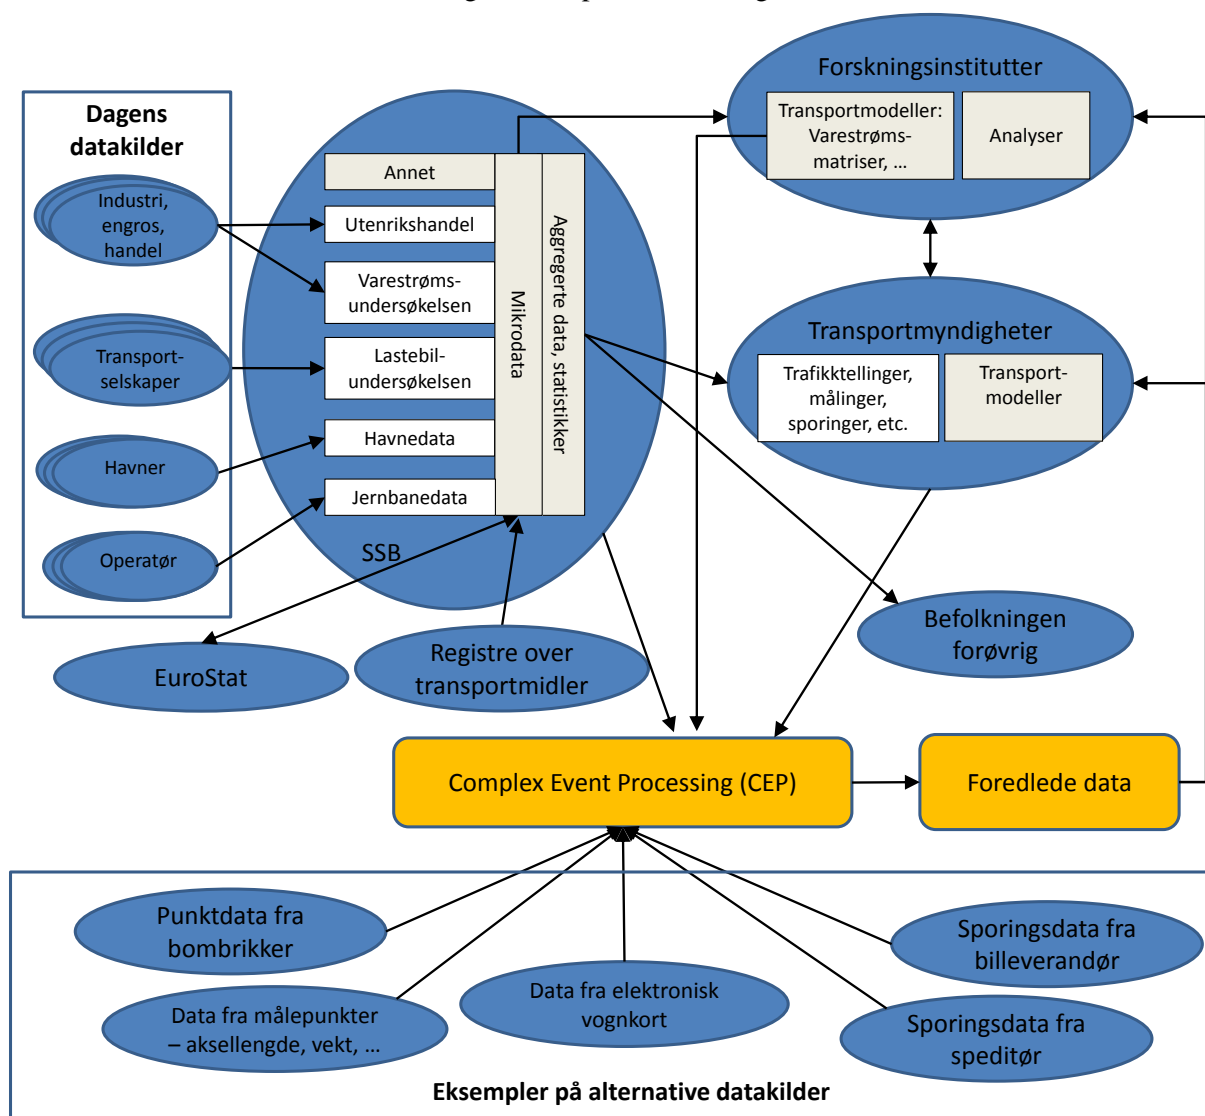 Dagens
datakilder
Industri,
engros,
handel
Transport-
selskaper
Havner
Operatør
Annet
Utenrikshandel
Varestrøms-
undersøkelsen
Lastebil-
undersøkelsen
Havnedata
Jernbanedata
Mikrodata
Aggregerte data, statistikker
SSB
EuroStat
Registre over
transportmidler
Forskningsinstitutter
Transportmodeller:
Varestrøms-
matriser, ...
Analyser
Transportmyndigheter
Trafikktellinger,
målinger,
sporinger, etc.
Transport-
modeller
Befolkningen
forøvrig
Complex Event Processing (CEP)
Foredlede data
Punktdata fra
bombrikker
Data fra målepunkter
– aksellengde, vekt, ...
Data fra elektronisk
vognkort
Sporingsdata fra
billeverandør
Sporingsdata fra
speditør
Eksempler på alternative datakilder